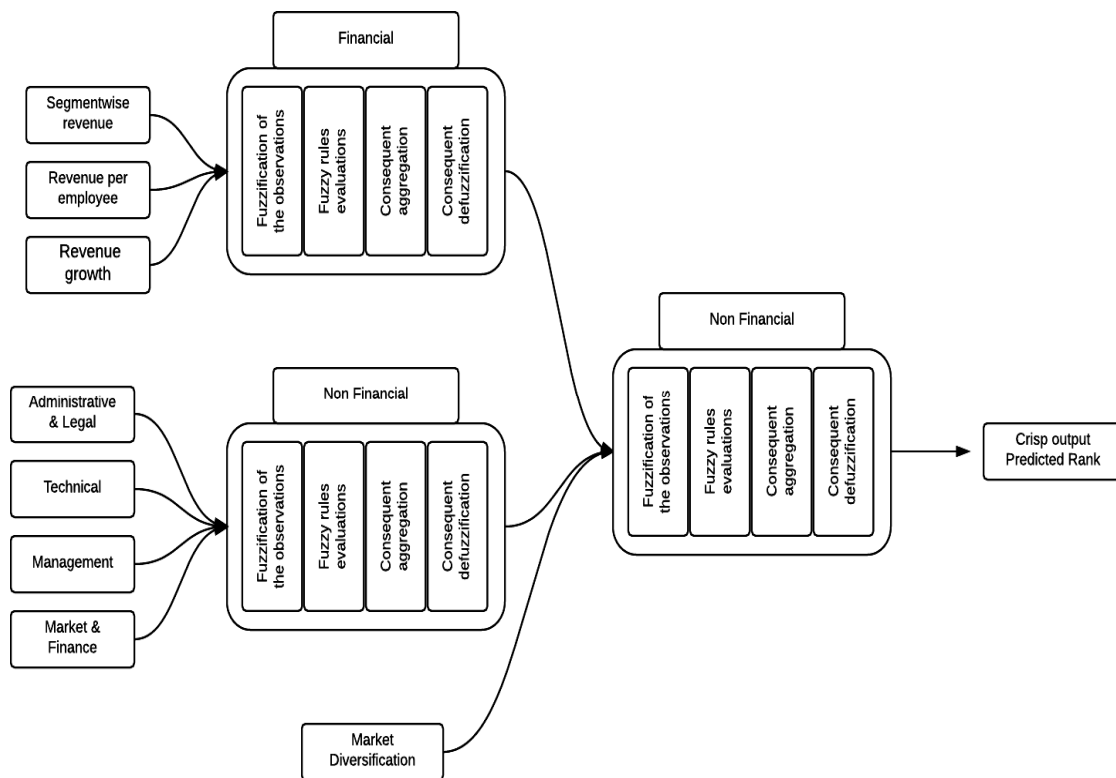 Financial
Segmentwise
revenue
Revenue per
employee
Revenue
growth
Fuzzification of
the observations
Fuzzy rules
evaluations
Consequent
aggregation
Consequent
defuzzification
Non Financial
Administrative
& Legal
Technical
Management
Market &
Finance
Fuzzification of
the observations
Fuzzy rules
evaluations
Consequent
aggregation
Consequent
defuzzification
Market
Diversification
Non Financial
Fuzzification of
the observations
Fuzzy rules
evaluations
Consequent
aggregation
Consequent
defuzzification
Crisp output
Predicted Rank